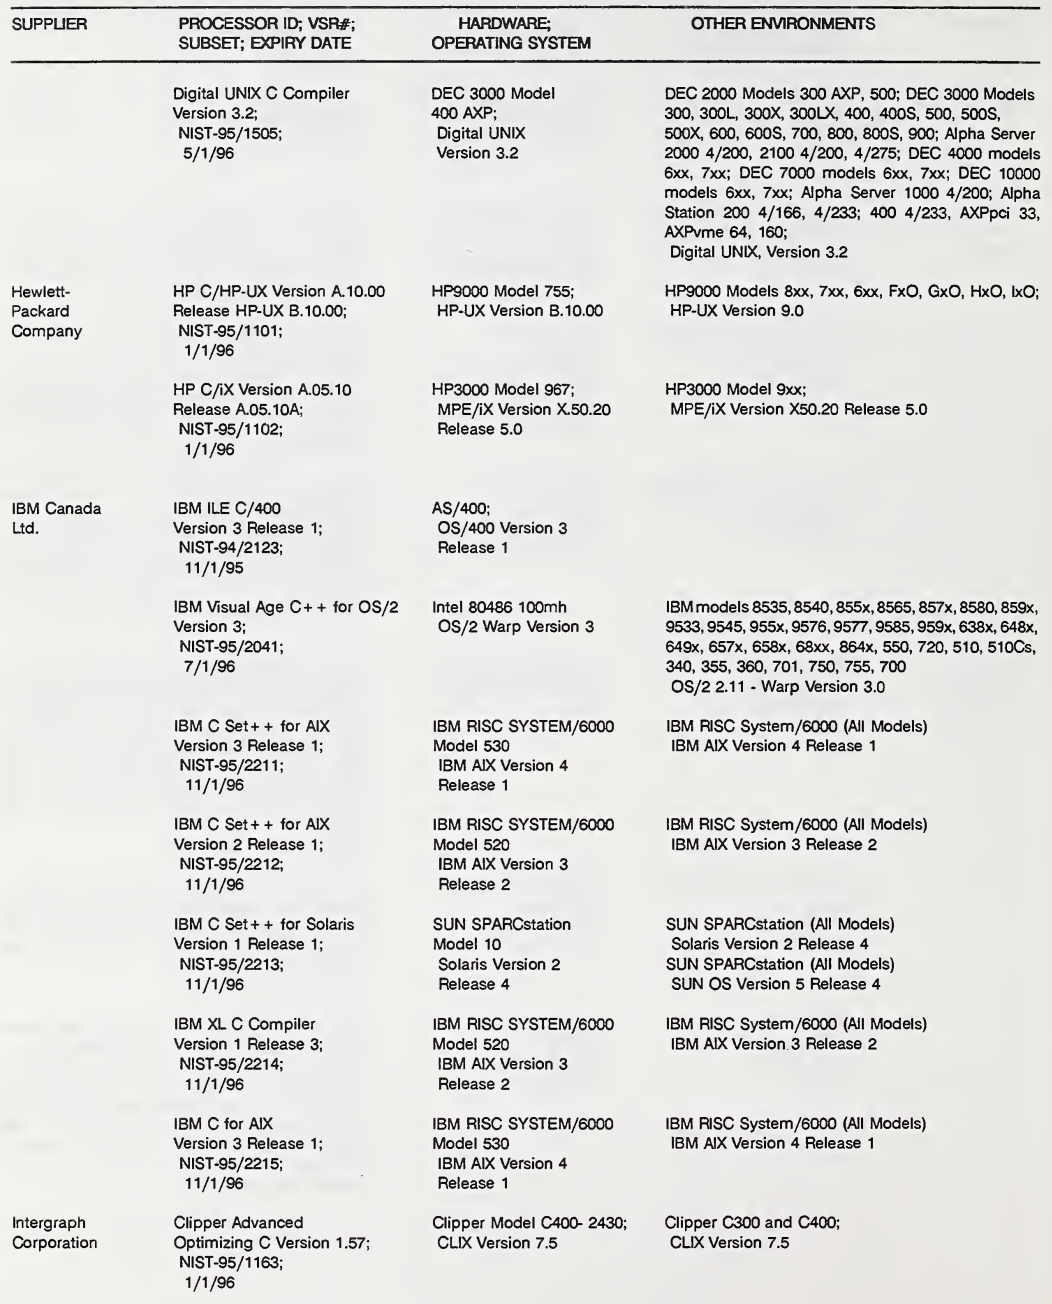 SUPPLIER PROCESSOR ID; VSR#; HARDWARE; OTHER ENVIRONMENTS
SUBSET; EXPIRY DATE OPERATING SYSTEM
Digital UNIX C Compiler DEC 3000 Model DEC 2000 Models 300 AXP, 500; DEC 3000 Models
Version 3.2; 400 AXP; 300, 300L, 300X, 300LX, 400, 400S, 500, 500S,
NIST-95/1505; Digital UNIX 500X, 600, 600S, 700, 800, 800S, 900; Alpha Server
5/1/96 Version 3.2 2000 4/200, 2100 4/200, 4/275; DEC 4000 models
6xx, 7xx; DEC 7000 models 6xx, 7xx; DEC 10000
models 6xx, 7xx; Alpha Server 1000 4/200; Alpha
Station 200 4/166, 4/233; 400 4/233, AXPpci 33,
AXPvme 64, 160;
Digital UNIX, Version 3.2
Hewlett- HP C/HP-UX Version A.10.00 HP9000 Model 755; HP9000 Models 8xx, 7xx, 6xx, FxO, GxO, HxO, IxO;
Packard Release HP-UX B.10.00; HP-UX Version B.10.00 HP-UX Version 9.0
Company NIST-95/1101;
1/1/96
HP C/iX Version A.05.10 HP3000 Model 967; HP3000 Model 9xx;
Release A.05.10A; MPE/iX Version X.50.20 MPE/iX Version X50.20 Release 5.0
NIST-95/1102; Release 5.0
1/1/96
IBM Canada IBM ILE C/400 AS/400;
Ltd. Version 3 Release 1; OS/400 Version 3
NIST-94/2123; Release 1
11/1/95
IBM Visual Age C++ for OS/2 Intel 80486 100mh IBM models 8535, 8540, 855x, 8565, 857x, 8580, 859x,
Version 3; OS/2 Warp Version 3 9533, 9545, 955x, 9576, 9577, 9585, 959x, 638x, 648x,
NIST-95/2041; 649x, 657x, 658x, 68xx, 864x, 550, 720, 510, 510Cs,
7/1/96 340, 355, 360, 701, 750, 755, 700
OS/2 2.11 - Warp Version 3.0
IBM C Set++ for AIX IBM RISC SYSTEM/6000 IBM RISC System/6000 (All Models)
Version 3 Release 1; Model 530 IBM AIX Version 4 Release 1
NIST-95/2211; IBM AIX Version 4
11/1/96 Release 1
IBM C Set++ for AIX IBM RISC SYSTEM/6000 IBM RISC System/6000 (All Models)
Version 2 Release 1; Model 520 IBM AIX Version 3 Release 2
NIST-95/2212; IBM AIX Version 3
11/1/96 Release 2
IBM C Set++ for Solaris SUN SPARCstation SUN SPARCstation (All Models)
Version 1 Release 1; Model 10 Solaris Version 2 Release 4
NIST-95/2213; Solaris Version 2 SUN SPARCstation (All Models)
11/1/96 Release 4 SUN OS Version 5 Release 4
IBM XL C Compiler IBM RISC SYSTEM/6000 IBM RISC System/6000 (All Models)
Version 1 Release 3; Model 520 IBM AIX Version 3 Release 2
NIST-95/2214; IBM AIX Version 3
11/1/96 Release 2
IBM C for AIX IBM RISC SYSTEM/6000 IBM RISC System/6000 (All Models)
Version 3 Release 1; Model 530 IBM AIX Version 4 Release 1
NIST-95/2215; IBM AIX Version 4
11/1/96 Release 1
Intergraph Clipper Advanced Clipper Model C400- 2430; Clipper C300 and C400;
Corporation Optimizing C Version 1.57; CLIX Version 7.5 CLIX Version 7.5
NIST-95/1163;
1/1/96